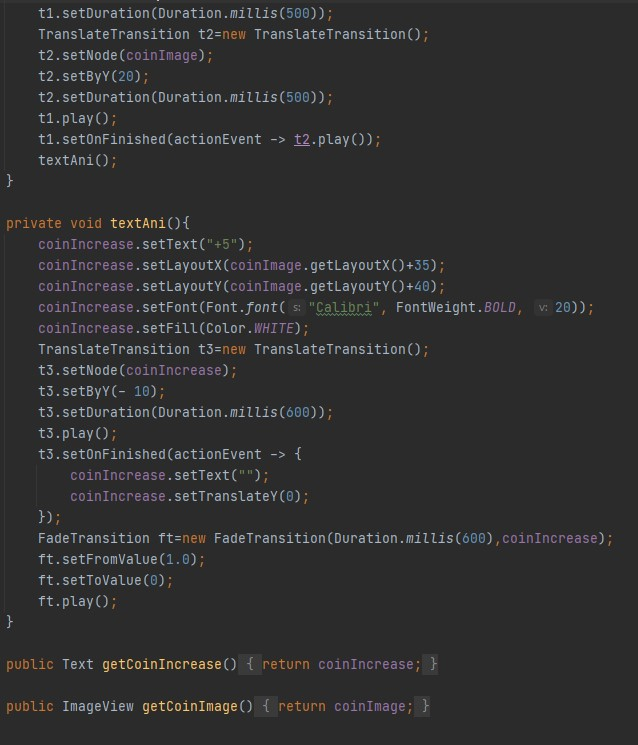 t1.setDuration(Duration.millis(500));
TranslateTransition t2=new TranslateTransition();
t2.setNode(coinImage);
t2.setByY(20);
t2.setDuration(Duration.millis(500));
t1.play();
t1.setOnFinished(actionEvent -> t2.play());
textAni();
}
private void textAni(){
coinIncrease.setText("+5");
coinIncrease.setLayoutX(coinImage.getLayoutX()+35);
coinIncrease.setLayoutY(coinImage.getLayoutY()+40);
coinIncrease.setFont(Font.font( s: "Calibri", FontWeight.BOLD, v: 20));
coinIncrease.setFill(Color.WHITE);
TranslateTransition t3=new TranslateTransition();
t3.setNode(coinIncrease);
t3.setByY(- 10);
t3.setDuration(Duration.millis(600));
t3.play();
t3.setOnFinished(actionEvent -> {
coinIncrease.setText("");
coinIncrease.setTranslateY(0);
});
FadeTransition ft=new FadeTransition(Duration.millis(600),coinIncrease);
ft.setFromValue(1.0);
ft.setToValue(0);
ft.play();
}
public Text getCoinIncrease() { return coinIncrease; }
public ImageView getCoinImage() { return coinImage; }